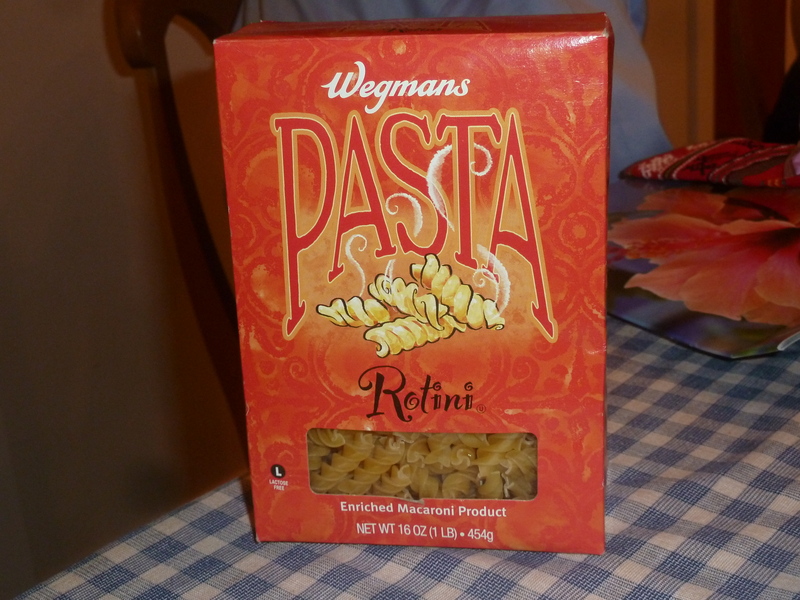 Wegmans
PASTA
Rotini
L
LACTOSE
FREE
Enriched Macaroni Product
NET WT 16 OZ (1 LB) • 454g